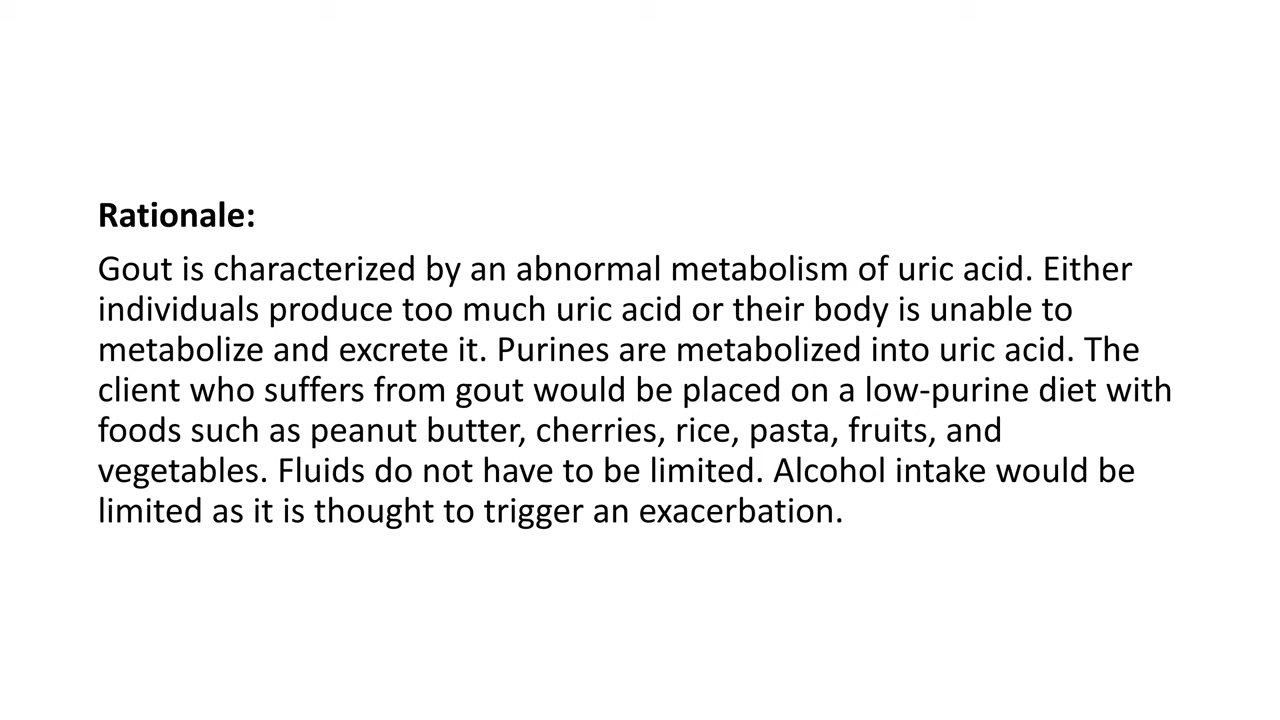 Rationale:
Gout is characterized by an abnormal metabolism of uric acid. Either
individuals produce too much uric acid or their body is unable to
metabolize and excrete it. Purines are metabolized into uric acid. The
client who suffers from gout would be placed on a low-purine diet with
foods such as peanut butter, cherries, rice, pasta, fruits, and
vegetables. Fluids do not have to be limited. Alcohol intake would be
limited as it is thought to trigger an exacerbation.